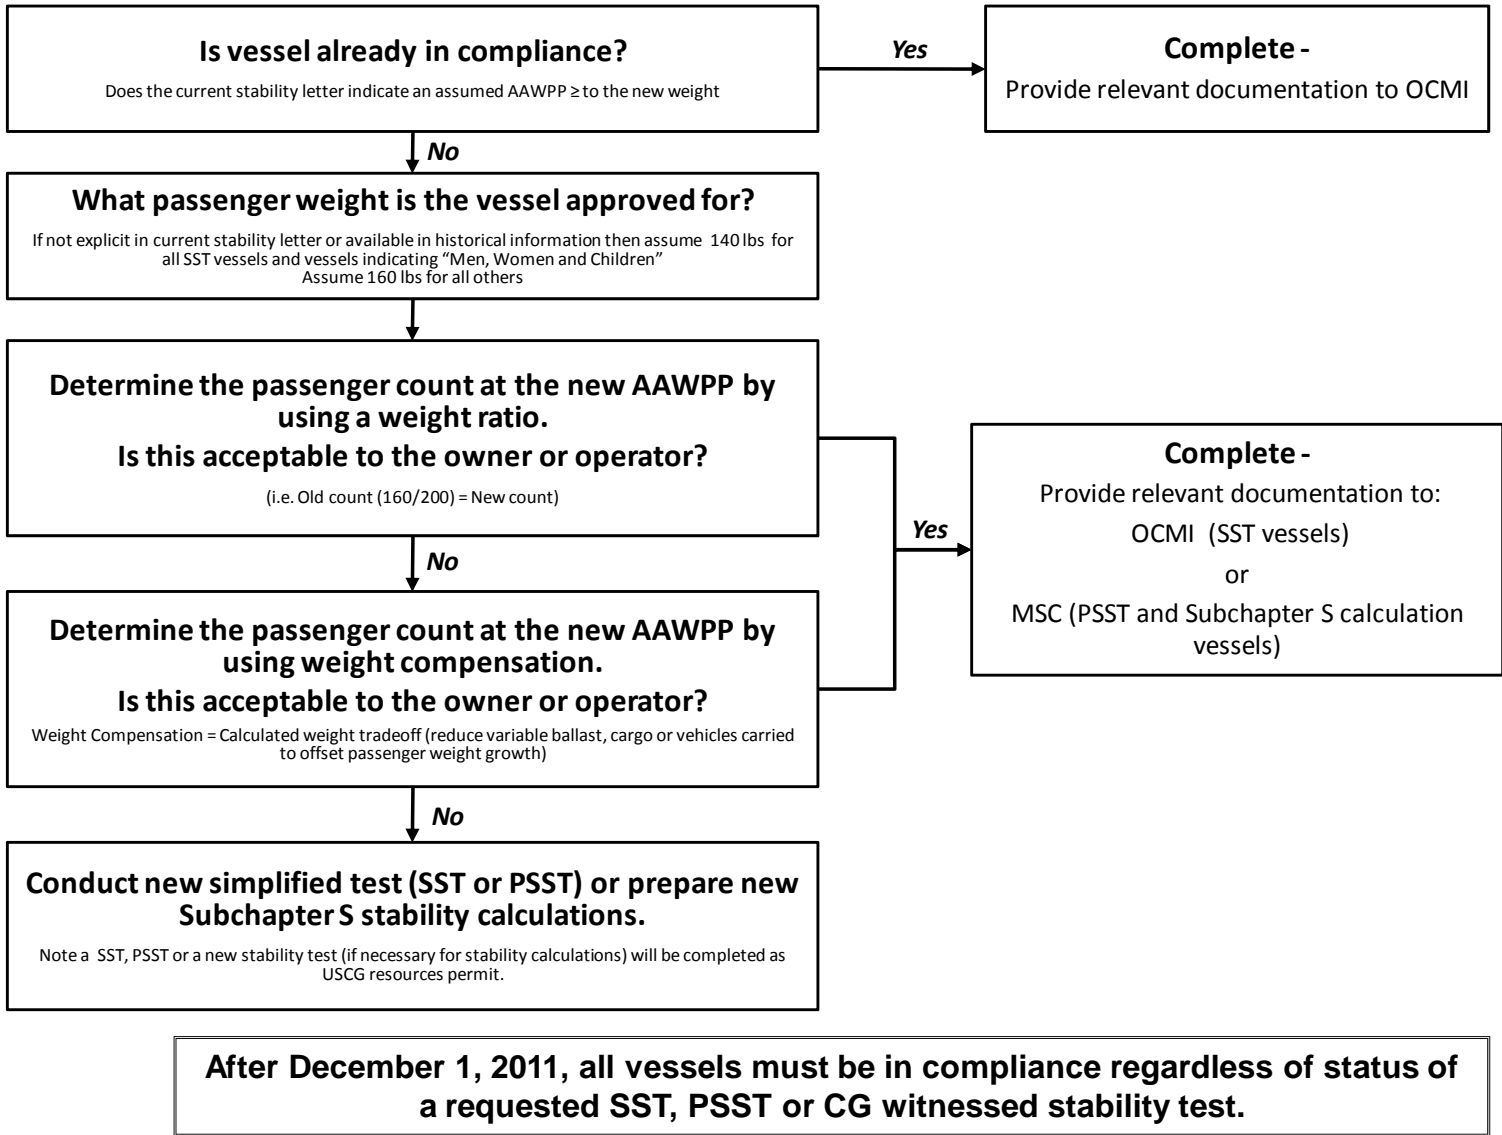 Is vessel already in compliance?
Does the current stability letter indicate an assumed AAWPP ≥ to the new weight
Yes
Complete -
Provide relevant documentation to OCMI
No
What passenger weight is the vessel approved for?
If not explicit in current stability letter or available in historical information then assume 140 lbs for
all SST vessels and vessels indicating “Men, Women and Children”
Assume 160 lbs for all others
Determine the passenger count at the new AAWPP by
using a weight ratio.
Is this acceptable to the owner or operator?
(i.e. Old count (160/200) = New count)
No
Determine the passenger count at the new AAWPP by
using weight compensation.
Is this acceptable to the owner or operator?
Weight Compensation = Calculated weight tradeoff (reduce variable ballast, cargo or vehicles carried
to offset passenger weight growth)
Yes
Complete -
Provide relevant documentation to:
OCMI (SST vessels)
or
MSC (PSST and Subchapter S calculation
vessels)
No
Conduct new simplified test (SST or PSST) or prepare new
Subchapter S stability calculations.
Note a SST, PSST or a new stability test (if necessary for stability calculations) will be completed as
USCG resources permit.
After December 1, 2011, all vessels must be in compliance regardless of status of
a requested SST, PSST or CG witnessed stability test.